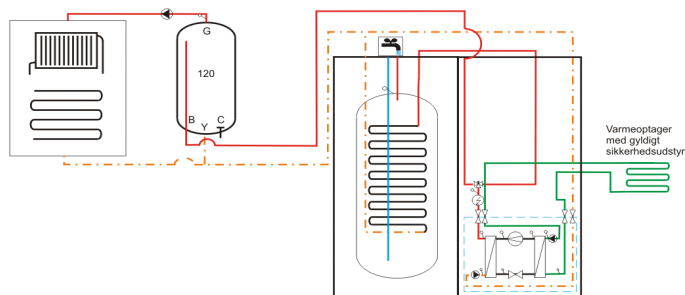 G
120
B
Y
C
Varmeoptager
med gyldigt
sikkerhedsudstyr